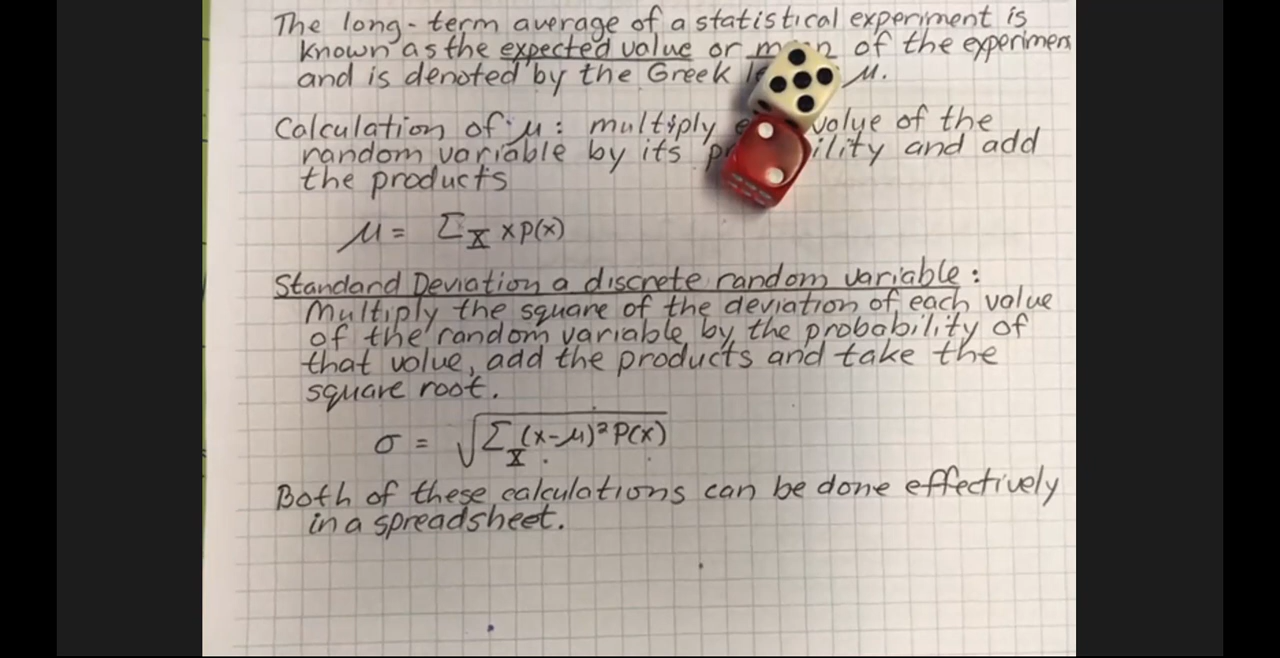 The long-term average of a statistical experiment is
known as the expected value or of the
and is denoted by the Greek μ.
Calculation of μ: multiply value of the
random variable by its and add
the products
μ = Σx xP(x)
Standard Deviation a discrete random variable:
Multiply the square of the deviation of each value
of the random variable by the probability of
that value, add the products and take the
square root.
σ = √Σx(x-μ)²P(x)
Both of these calculations can be done effectively
in a spreadsheet.